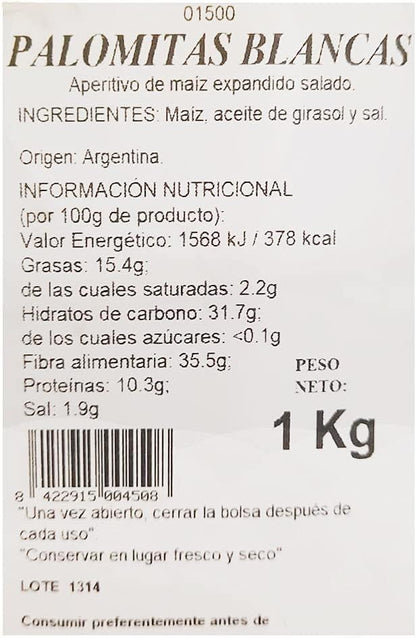 01500
PALOMITAS BLANCAS
Aperitivo de maíz expandido salado.
INGREDIENTES: Maíz, aceite de girasol y sal.
Origen: Argentina.
INFORMACIÓN NUTRICIONAL
(por 100g de producto):
Valor Energético: 1568 kJ / 378 kcal
Grasas: 15.4g;
de las cuales saturadas: 2.2g
Hidratos de carbono: 31.7g;
de los cuales azúcares: <0.1g
Fibra alimentaria: 35.5g;
Proteínas: 10.3g;
Sal: 1.9g
PESO
NETO:
1 Kg
8 422915 004508
"Una vez abierto, cerrar la bolsa después de
cada uso"
"Conservar en lugar fresco y seco"
LOTE 1314
Consumir preferentemente antes de